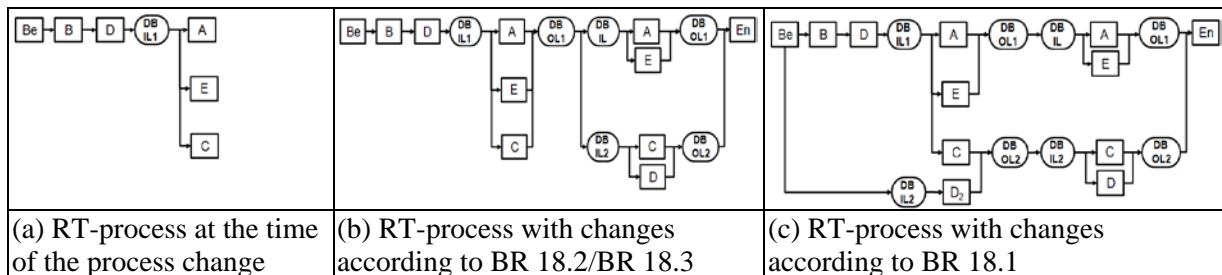 Be B D DB IL1 A
E
C
Be B D DB IL1 A DB OL1 DB IL A DB OL1 En
E
E
C DB IL2 C DB OL2
D
Be B D DB IL1 A DB OL1 DB IL A DB OL1 En
E
E
C DB OL2 DB IL2 C DB OL2
D
DB IL2 D2
(a) RT-process at the time of the process change
(b) RT-process with changes according to BR 18.2/BR 18.3
(c) RT-process with changes according to BR 18.1